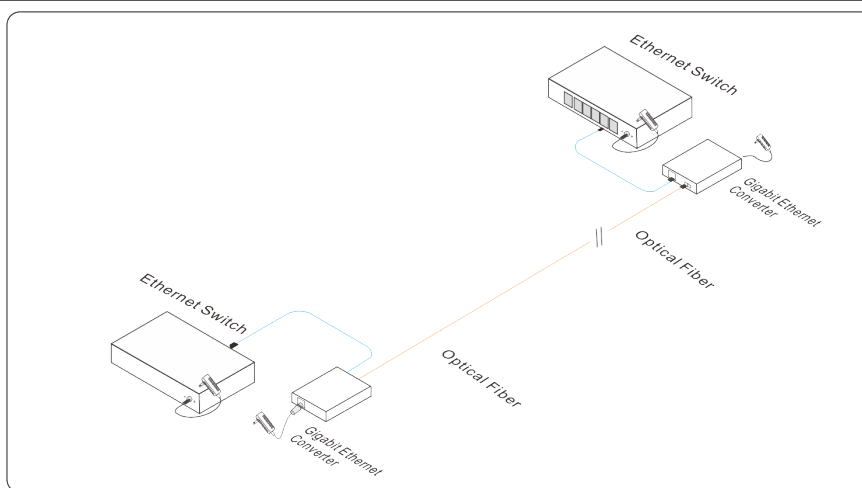 Ethernet Switch
Gigabit Ethernet
Converter
Optical Fiber
Ethernet Switch
Optical Fiber
Gigabit Ethernet
Converter